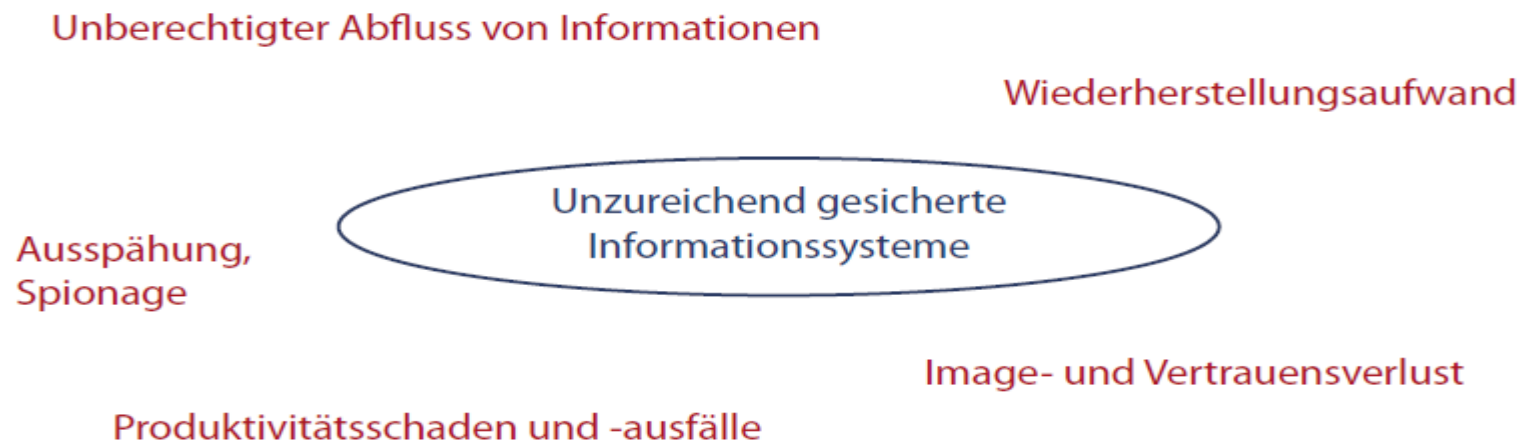 Unberechtigter Abfluss von Informationen
Wiederherstellungsaufwand
Unzureichend gesicherte
Informationssysteme
Ausspähung,
Spionage
Image- und Vertrauensverlust
Produktivitätsschaden und -ausfälle